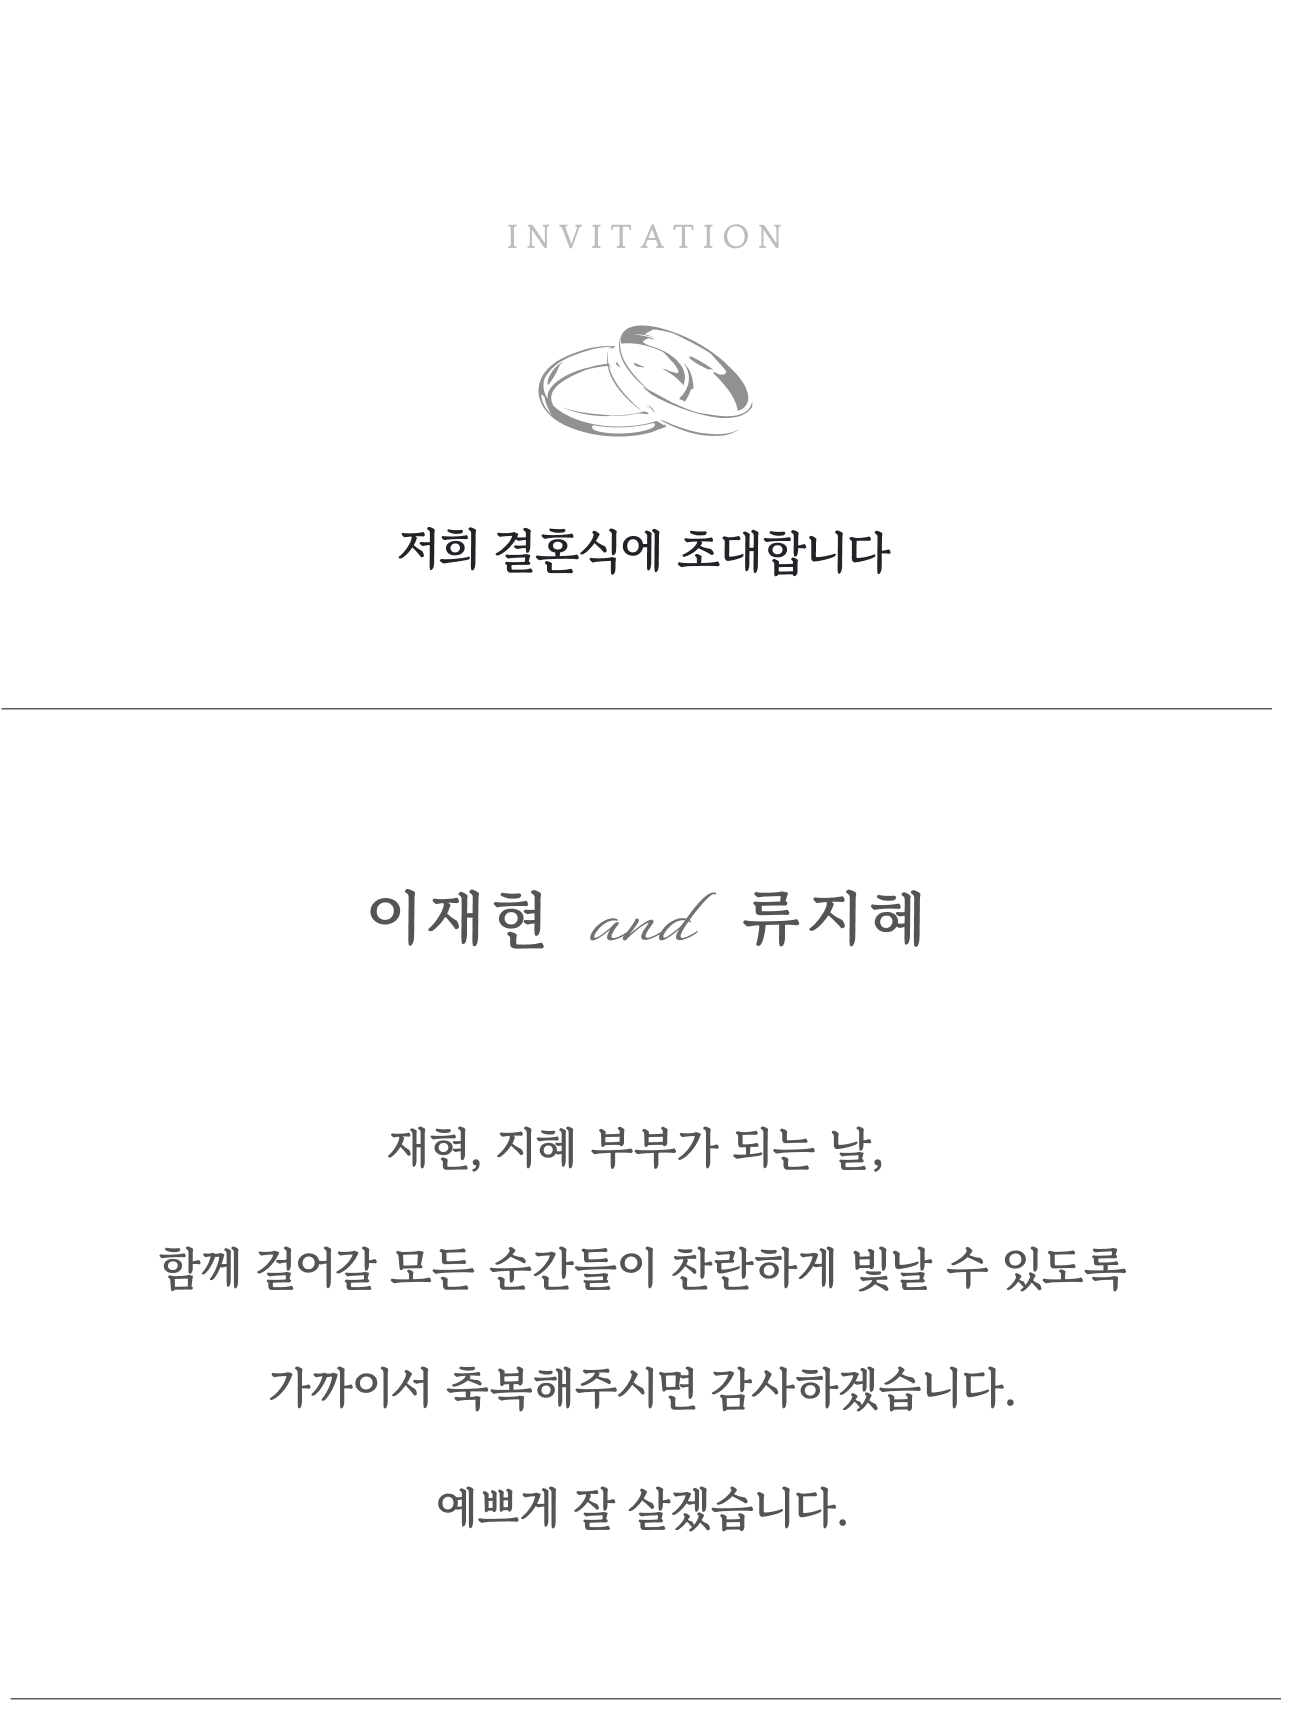 INVITATION
저희 결혼식에 초대합니다
이재현 and 류지혜
재현, 지혜 부부가 되는 날,
함께 걸어갈 모든 순간들이 찬란하게 빛날 수 있도록
가까이서 축복해주시면 감사하겠습니다.
예쁘게 잘 살겠습니다.